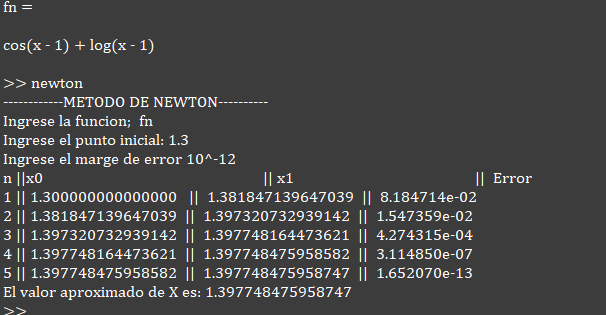 fn =
cos(x - 1) + log(x - 1)
>> newton
------------METODO DE NEWTON----------
Ingrese la funcion;  fn
Ingrese el punto inicial: 1.3
Ingrese el marge de error 10^-12
n ||x0 || x1 || Error
1 || 1.300000000000000 || 1.381847139647039 || 8.184714e-02
2 || 1.381847139647039 || 1.397320732939142 || 1.547359e-02
3 || 1.397320732939142 || 1.397748164473621 || 4.274315e-04
4 || 1.397748164473621 || 1.397748475958582 || 3.114850e-07
5 || 1.397748475958582 || 1.397748475958747 || 1.652070e-13
El valor aproximado de X es: 1.397748475958747
>>